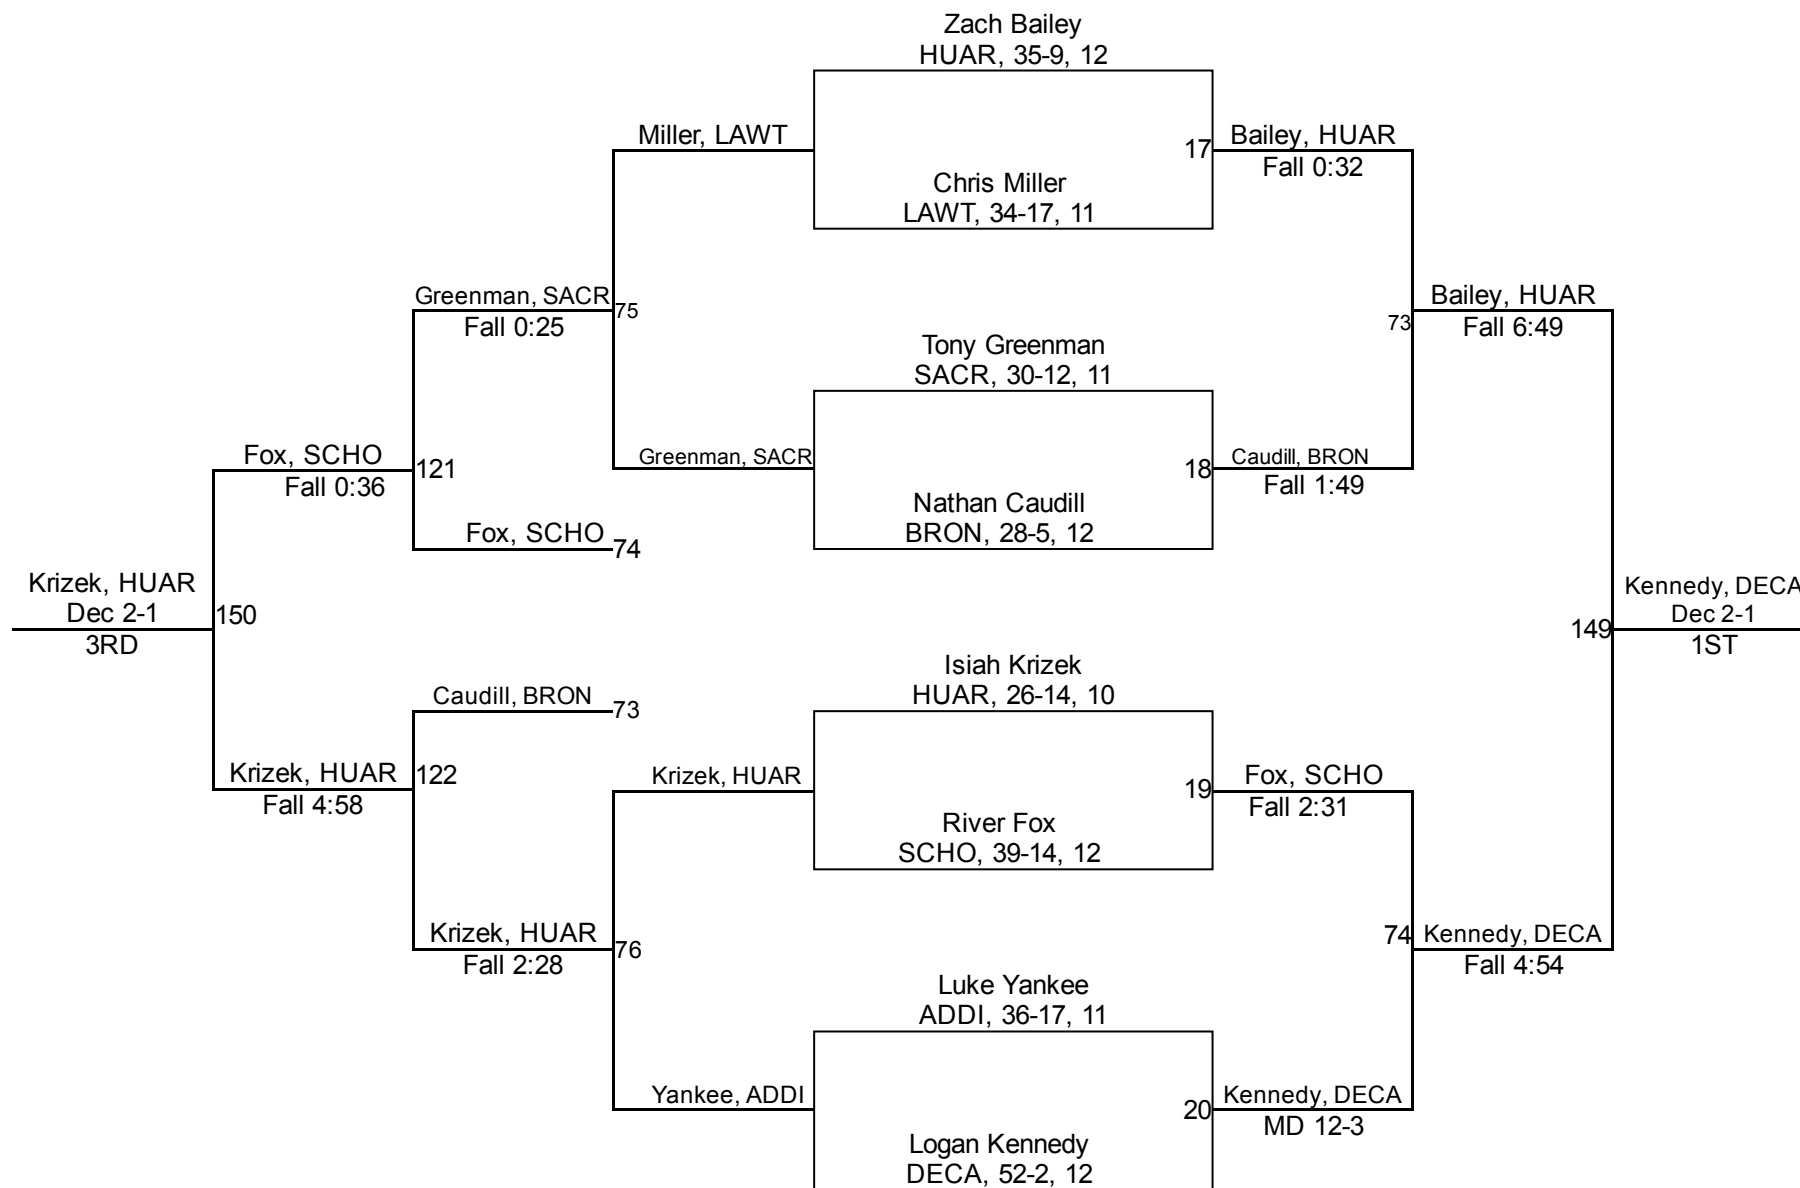 Zach Bailey
HUAR, 35-9, 12
Miller, LAWT
17
Bailey, HUAR
Fall 0:32
Chris Miller
LAWT, 34-17, 11
Greenman, SACR
Fall 0:25
75
73
Bailey, HUAR
Fall 6:49
Tony Greenman
SACR, 30-12, 11
Fox, SCHO
Fall 0:36
121
Greenman, SACR
18
Caudill, BRON
Fall 1:49
Nathan Caudill
BRON, 28-5, 12
Fox, SCHO
74
Krizek, HUAR
Dec 2-1
3RD
150
149
Kennedy, DECA
Dec 2-1
1ST
Isiah Krizek
HUAR, 26-14, 10
Caudill, BRON
73
Krizek, HUAR
Fall 4:58
122
Krizek, HUAR
19
Fox, SCHO
Fall 2:31
River Fox
SCHO, 39-14, 12
Krizek, HUAR
Fall 2:28
76
74
Kennedy, DECA
Fall 4:54
Luke Yankee
ADDI, 36-17, 11
Yankee, ADDI
20
Kennedy, DECA
MD 12-3
Logan Kennedy
DECA, 52-2, 12